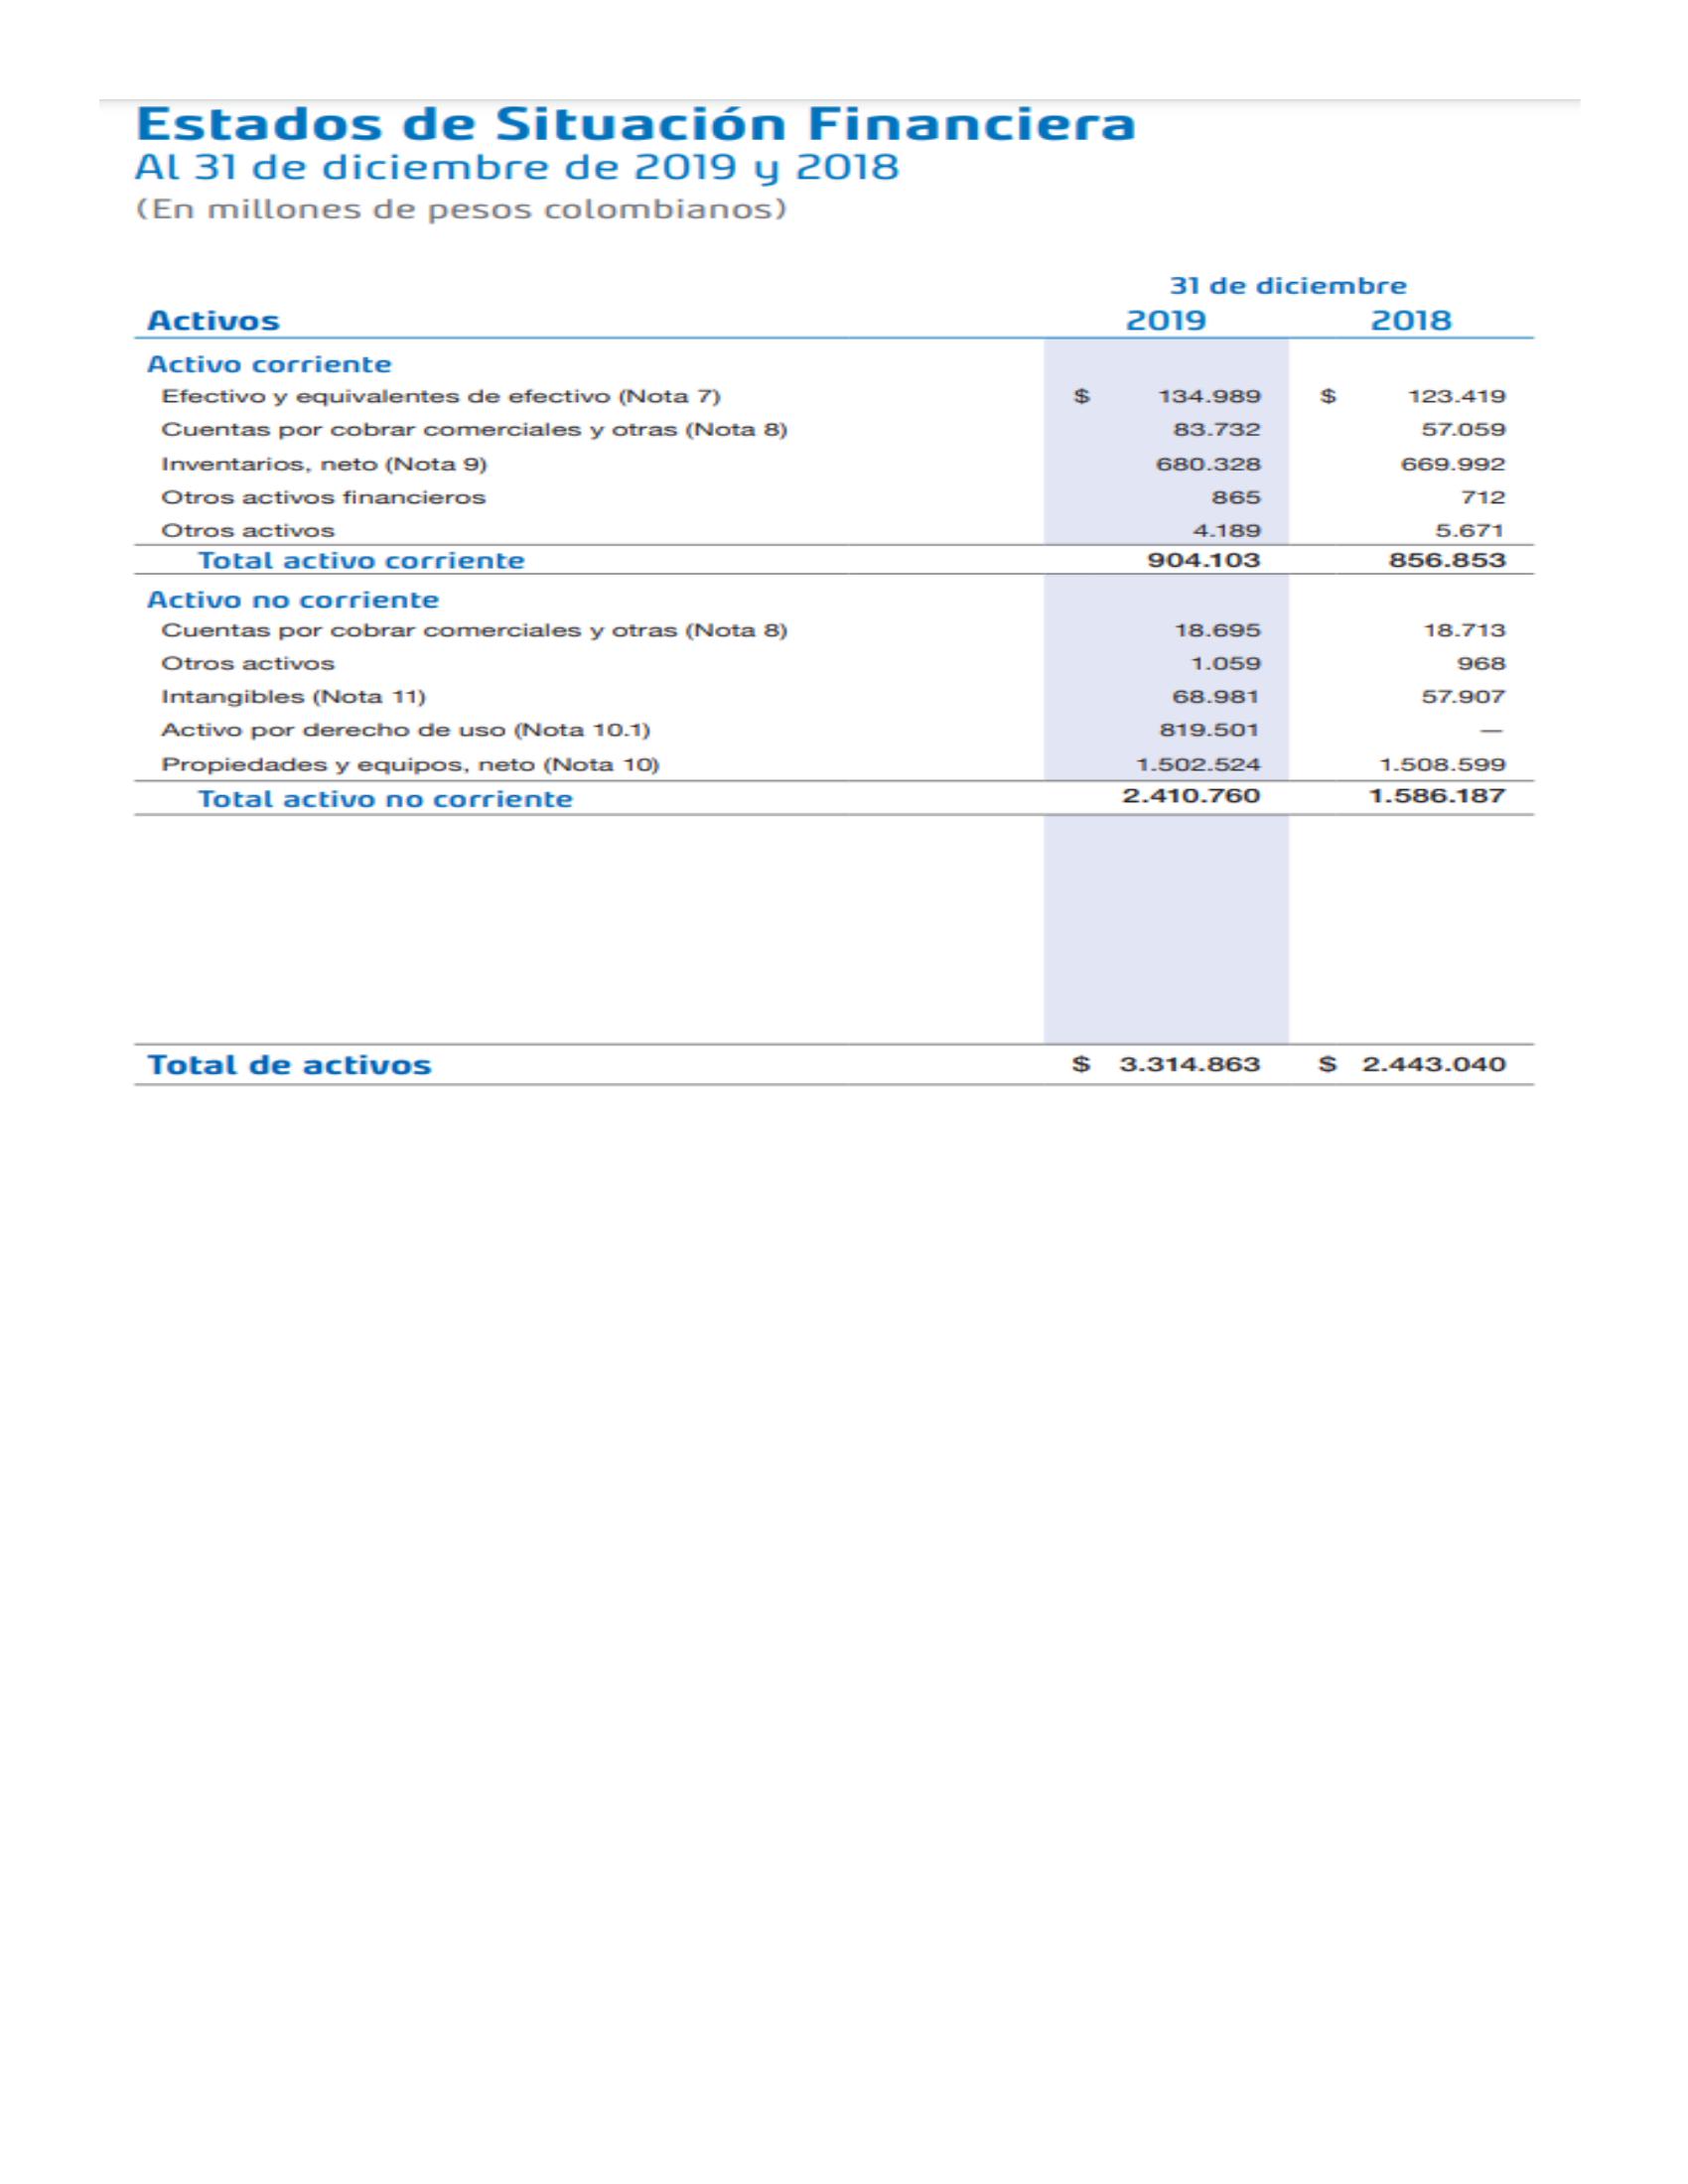 Estados de Situación Financiera
Al 31 de diciembre de 2019 y 2018
(En millones de pesos colombianos)
31 de diciembre
Activos 2019 2018
Activo corriente
Efectivo y equivalentes de efectivo (Nota 7) $ 134.989 $ 123.419
Cuentas por cobrar comerciales y otras (Nota 8) 83.732 57.059
Inventarios, neto (Nota 9) 680.328 669.992
Otros activos financieros 865 712
Otros activos 4.189 5.671
Total activo corriente 904.103 856.853
Activo no corriente
Cuentas por cobrar comerciales y otras (Nota 8) 18.695 18.713
Otros activos 1.059 968
Intangibles (Nota 11) 68.981 57.907
Activo por derecho de uso (Nota 10.1) 819.501 —
Propiedades y equipos, neto (Nota 10) 1.502.524 1.508.599
Total activo no corriente 2.410.760 1.586.187
Total de activos $ 3.314.863 $ 2.443.040